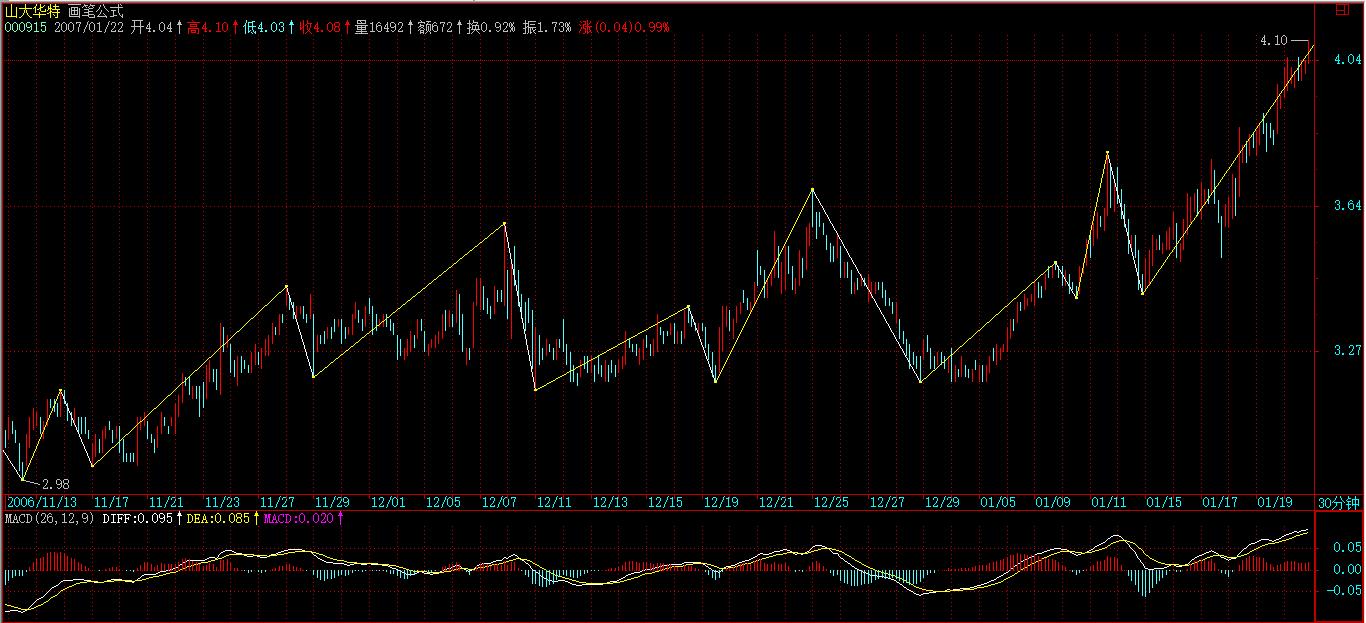 山大华特 画笔公式
000915 2007/01/22 开4.04↑高4.10↑低4.03↑收4.08↑量16492↑额672↑换0.92% 振1.73% 涨(0.04)0.99%
4.10
4.04
3.64
3.27
2.98
2006/11/13 11/17 11/21 11/23 11/27 11/29 12/01 12/05 12/07 12/11 12/13 12/15 12/19 12/21 12/25 12/27 12/29 01/05 01/09 01/11 01/15 01/17 01/19 30分钟
MACD(26,12,9) DIFF:0.095↑DEA:0.085↑MACD:0.020↑
0.05
0.00
-0.05